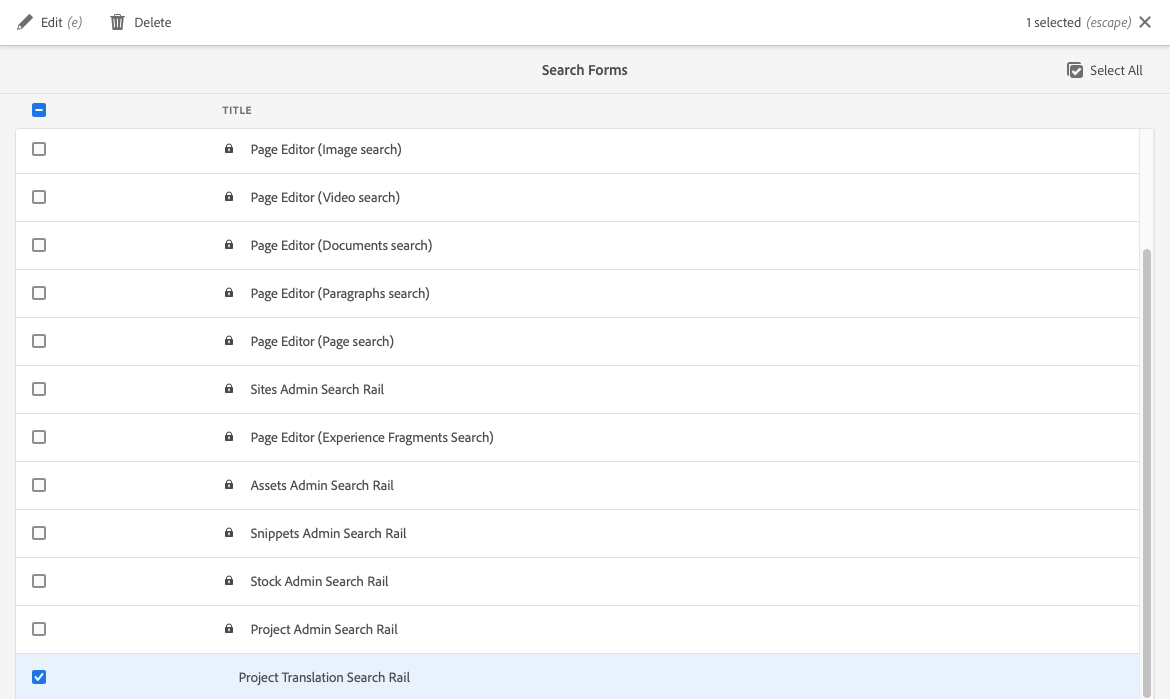 Edit (e) Delete 1 selected (escape)
Search Forms Select All
TITLE
Page Editor (Image search)
Page Editor (Video search)
Page Editor (Documents search)
Page Editor (Paragraphs search)
Page Editor (Page search)
Sites Admin Search Rail
Page Editor (Experience Fragments Search)
Assets Admin Search Rail
Snippets Admin Search Rail
Stock Admin Search Rail
Project Admin Search Rail
Project Translation Search Rail